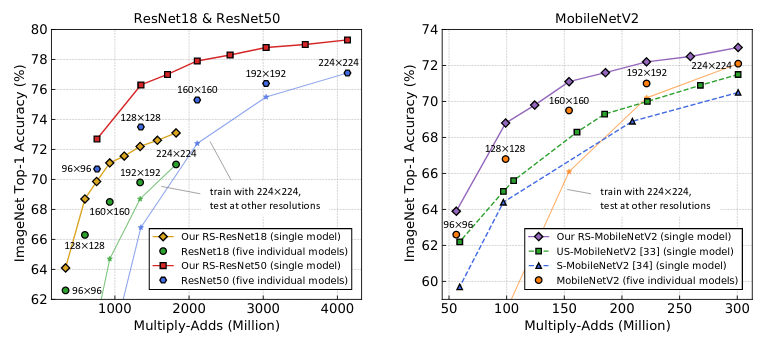 ResNet18 & ResNet50
ImageNet Top-1 Accuracy (%)
80
78
76
74
72
70
68
66
64
62
224×224
192×192
160×160
128×128
96×96
224×224
192×192
160×160
128×128
96×96
train with 224×224,
test at other resolutions
Our RS-ResNet18 (single model)
ResNet18 (five individual models)
Our RS-ResNet50 (single model)
ResNet50 (five individual models)
1000
2000
3000
4000
Multiply-Adds (Million)
MobileNetV2
ImageNet Top-1 Accuracy (%)
74
72
70
68
66
64
62
60
224×224
192×192
160×160
128×128
96×96
train with 224×224,
test at other resolutions
Our RS-MobileNetV2 (single model)
US-MobileNetV2 [33] (single model)
S-MobileNetV2 [34] (single model)
MobileNetV2 (five individual models)
50
100
150
200
250
300
Multiply-Adds (Million)